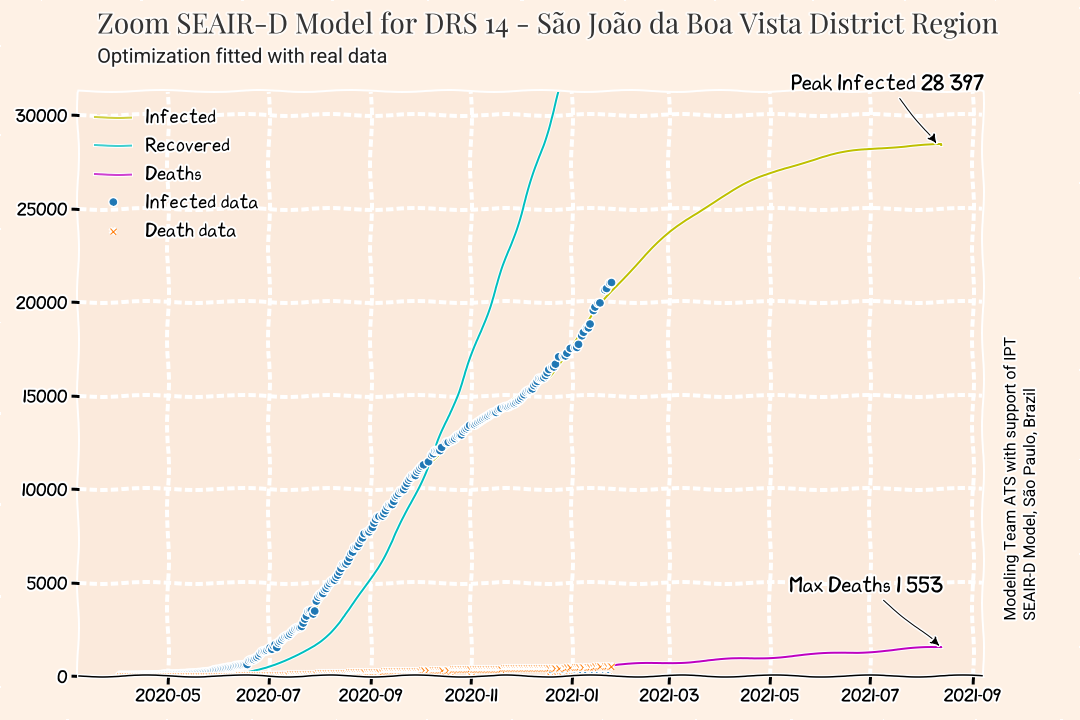 Zoom SEAIR-D Model for DRS 14 - São João da Boa Vista District Region
Optimization fitted with real data
Peak Infected 28 397
Infected
Recovered
Deaths
Infected data
Death data
30000
25000
20000
15000
10000
5000
0
Max Deaths 1 553
2020-05
2020-07
2020-09
2020-11
2021-01
2021-03
2021-05
2021-07
2021-09
Modeling Team ATS with support of IPT
SEAIR-D Model, São Paulo, Brazil